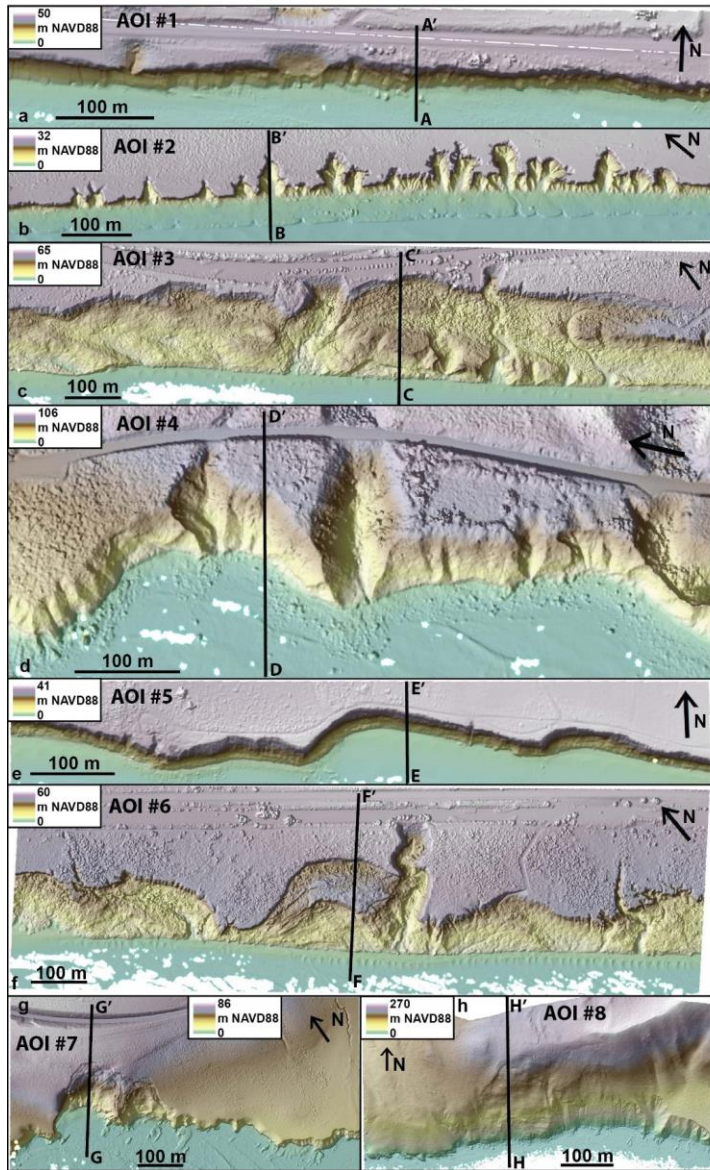 50
m NAVD88
0
AOI #1
A'
N
100 m
A
a
32
m NAVD88
0
AOI #2
B'
N
100 m
B
b
65
m NAVD88
0
AOI #3
C'
N
100 m
C
c
106
m NAVD88
0
AOI #4
D'
N
100 m
D
d
41
m NAVD88
0
AOI #5
E'
N
100 m
E
e
60
m NAVD88
0
AOI #6
F'
N
100 m
F
f
g
G'
86
m NAVD88
0
N
AOI #7
G
100 m
270
m NAVD88
0
h
H'
AOI #8
N
H
100 m